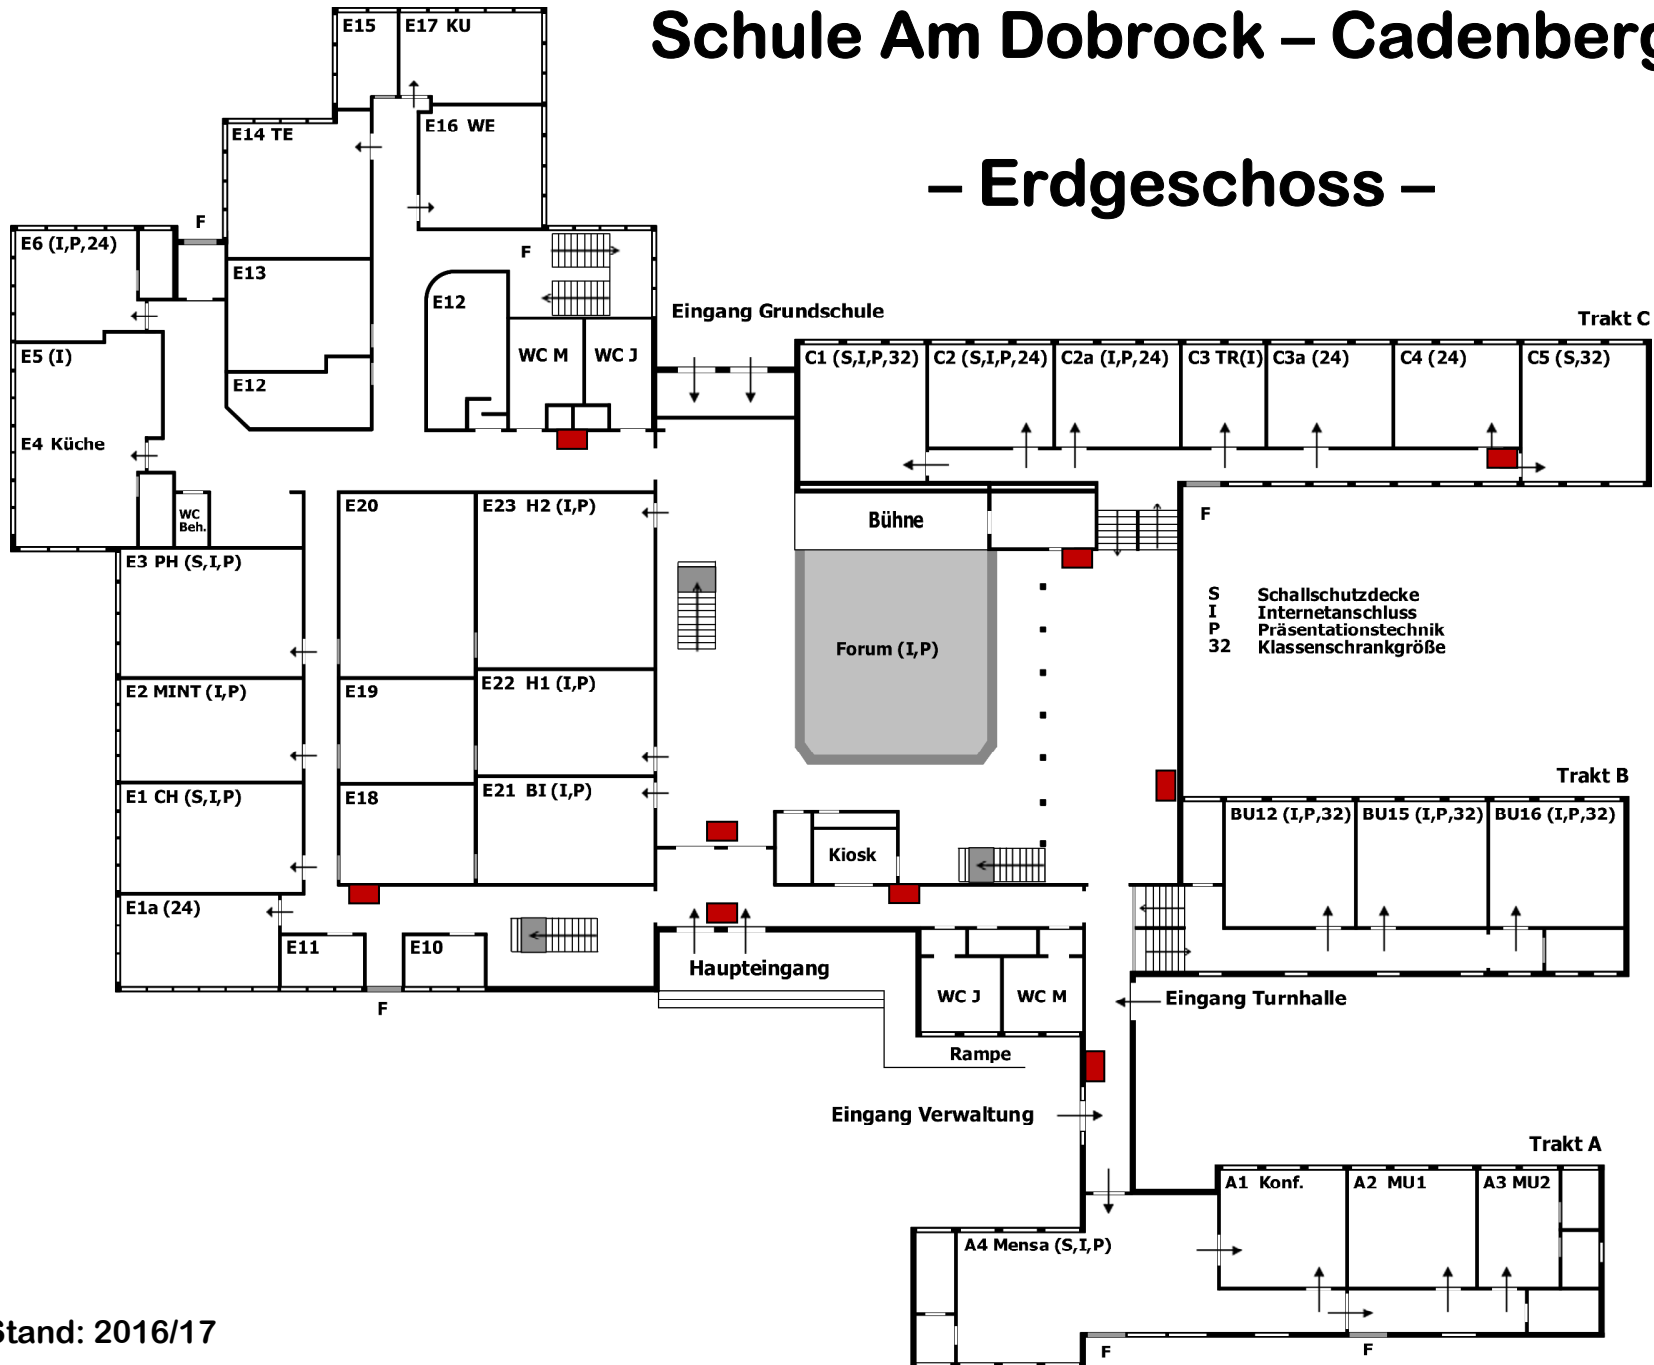 Schule Am Dobrock – Cadenberg
– Erdgeschoss –
E15
E17 KU
E14 TE
E16 WE
F
E6 (I,P,24)
E13
F
E12
Eingang Grundschule
Trakt C
E5 (I)
WC M
WC J
C1 (S,I,P,32)
C2 (S,I,P,24)
C2a (I,P,24)
C3 TR(I)
C3a (24)
C4 (24)
C5 (S,32)
E12
E4 Küche
WC
Beh.
E20
E23 H2 (I,P)
Bühne
F
E3 PH (S,I,P)
S Schallschutzdecke
I Internetanschluss
P Präsentationstechnik
32 Klassenschrankgröße
Forum (I,P)
E2 MINT (I,P)
E19
E22 H1 (I,P)
Trakt B
E1 CH (S,I,P)
E18
E21 BI (I,P)
BU12 (I,P,32)
BU15 (I,P,32)
BU16 (I,P,32)
Kiosk
E1a (24)
E11
E10
Haupteingang
WC J
WC M
Eingang Turnhalle
F
Rampe
Eingang Verwaltung
Trakt A
A1 Konf.
A2 MU1
A3 MU2
A4 Mensa (S,I,P)
Stand: 2016/17
F
F